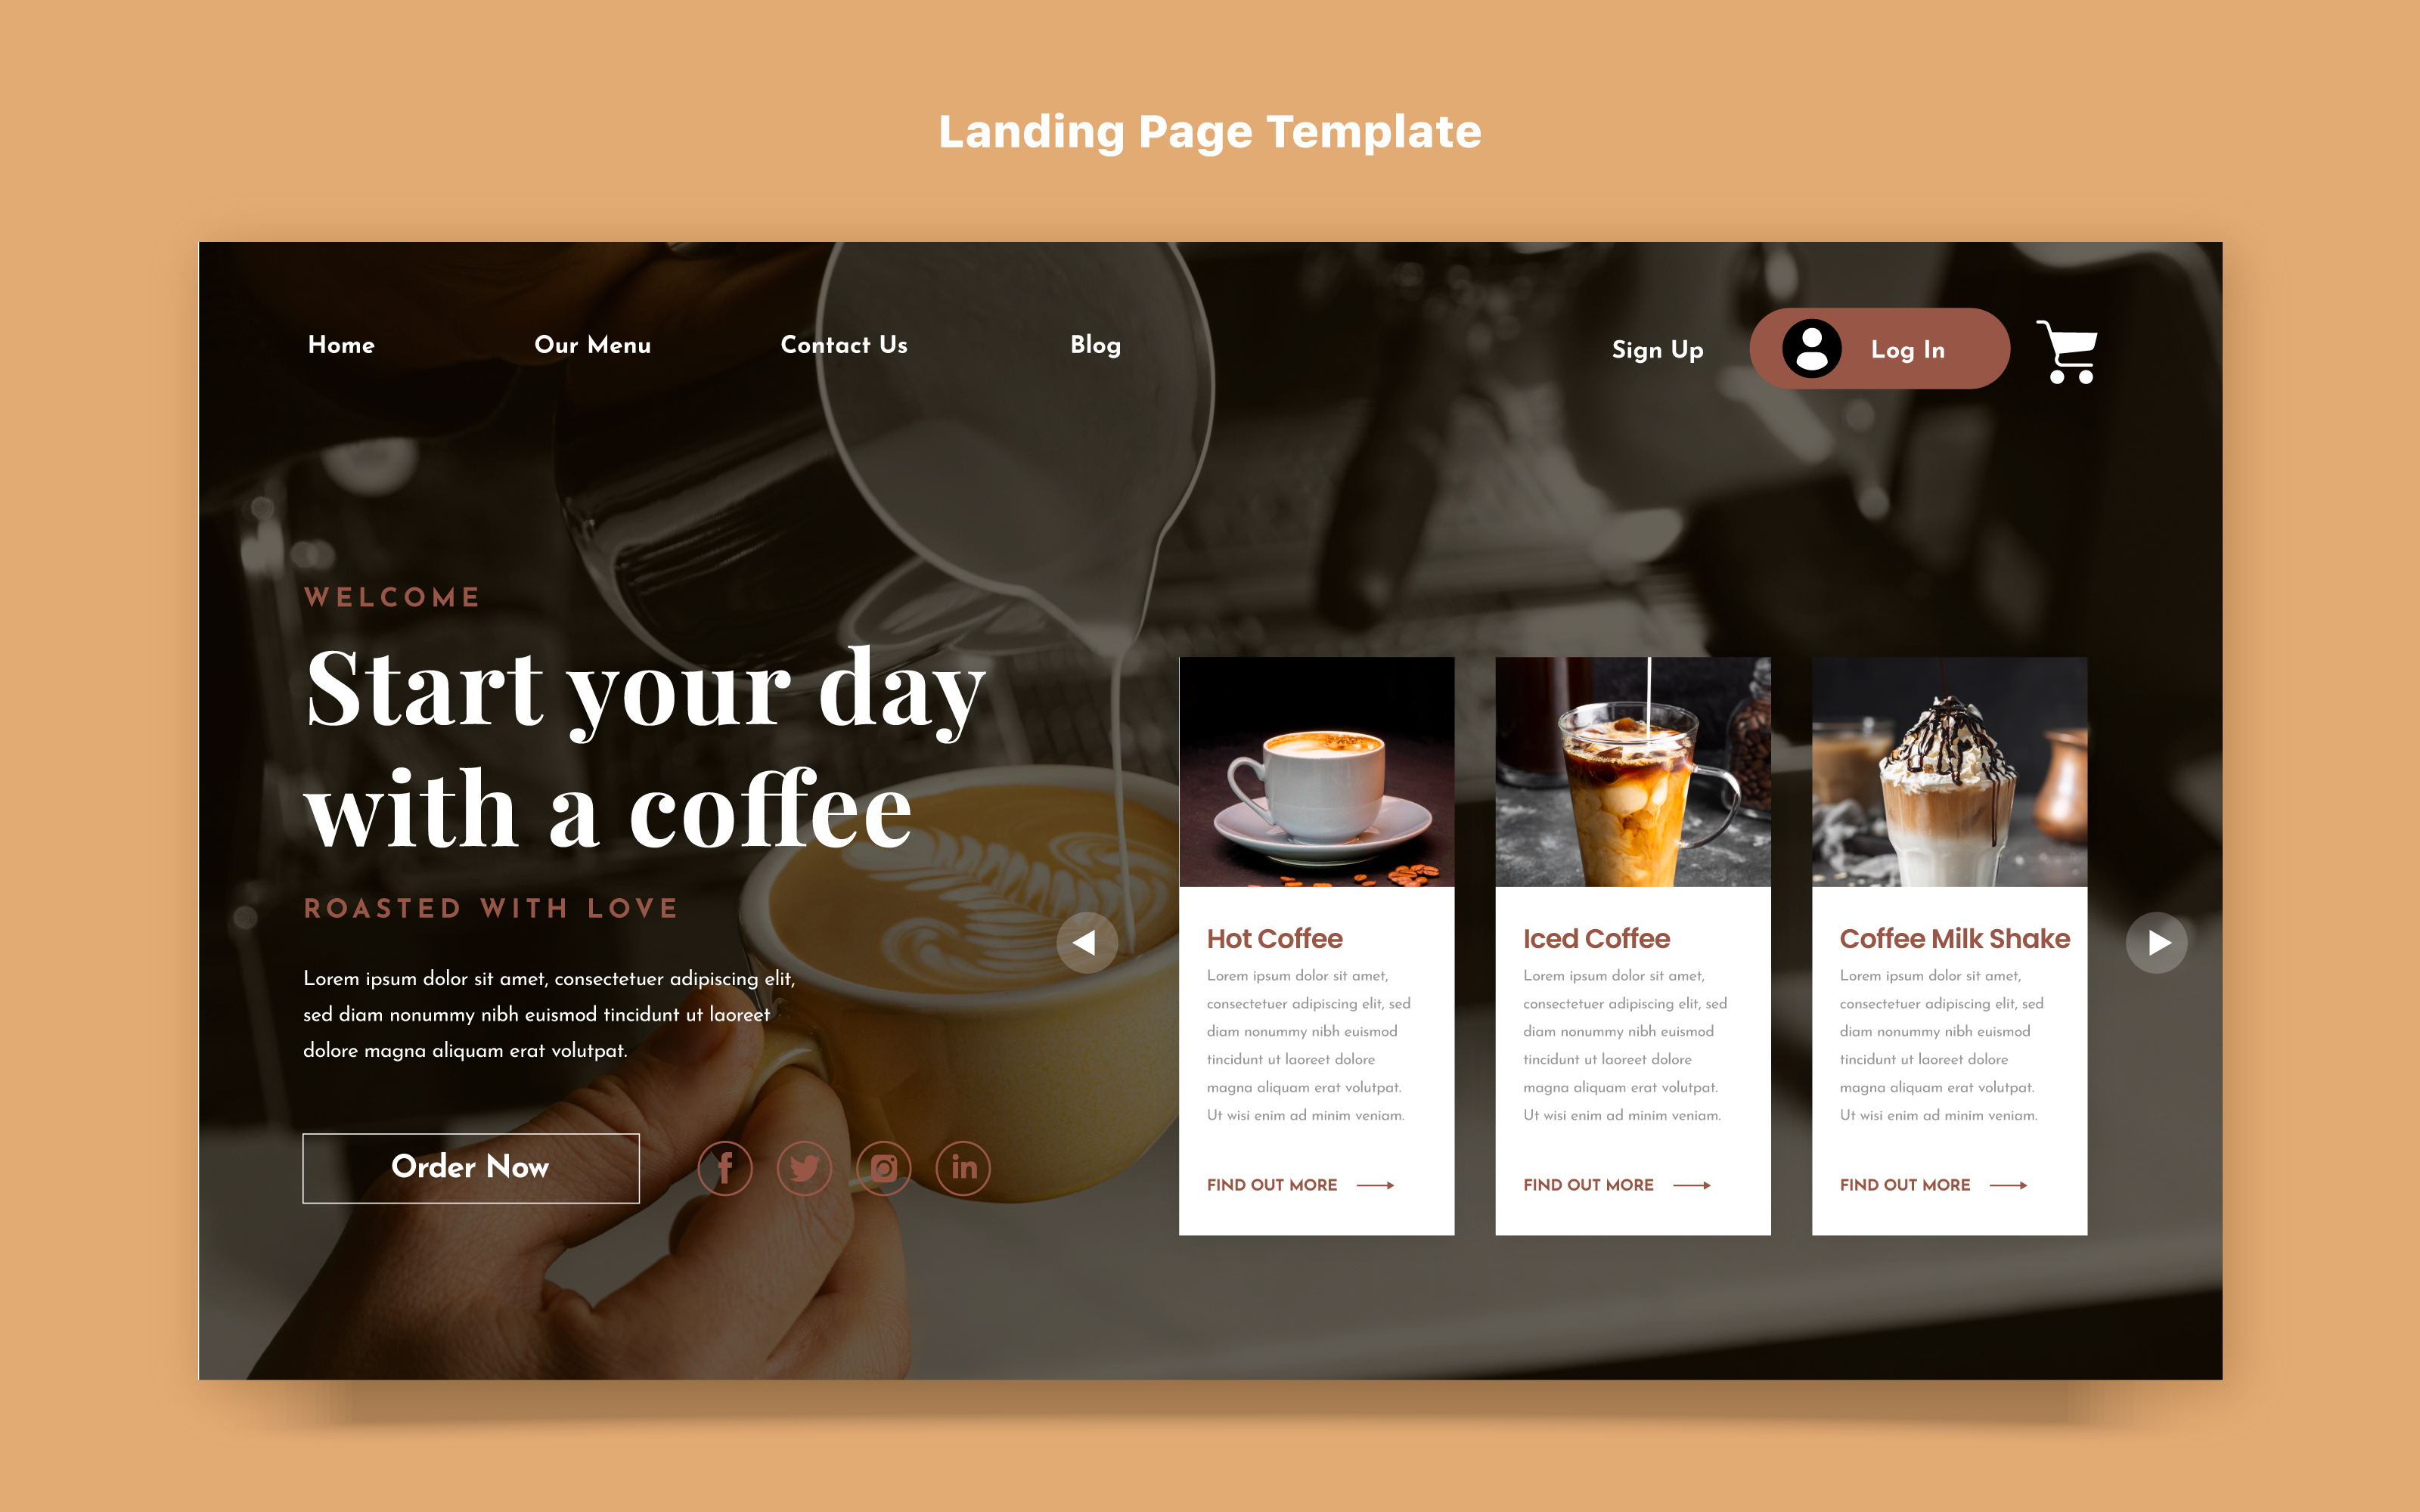 Landing Page Template
Home
Our Menu
Contact Us
Blog
Sign Up
Log In
WELCOME
Start your day
with a coffee
ROASTED WITH LOVE
Lorem ipsum dolor sit amet, consectetuer adipiscing elit,
sed diam nonummy nibh euismod tincidunt ut laoreet
dolore magna aliquam erat volutpat.
Order Now
f
in
Hot Coffee
Lorem ipsum dolor sit amet,
consectetuer adipiscing elit, sed
diam nonummy nibh euismod
tincidunt ut laoreet dolore
magna aliquam erat volutpat.
Ut wisi enim ad minim veniam.
FIND OUT MORE
Iced Coffee
Lorem ipsum dolor sit amet,
consectetuer adipiscing elit, sed
diam nonummy nibh euismod
tincidunt ut laoreet dolore
magna aliquam erat volutpat.
Ut wisi enim ad minim veniam.
FIND OUT MORE
Coffee Milk Shake
Lorem ipsum dolor sit amet,
consectetuer adipiscing elit, sed
diam nonummy nibh euismod
tincidunt ut laoreet dolore
magna aliquam erat volutpat.
Ut wisi enim ad minim veniam.
FIND OUT MORE